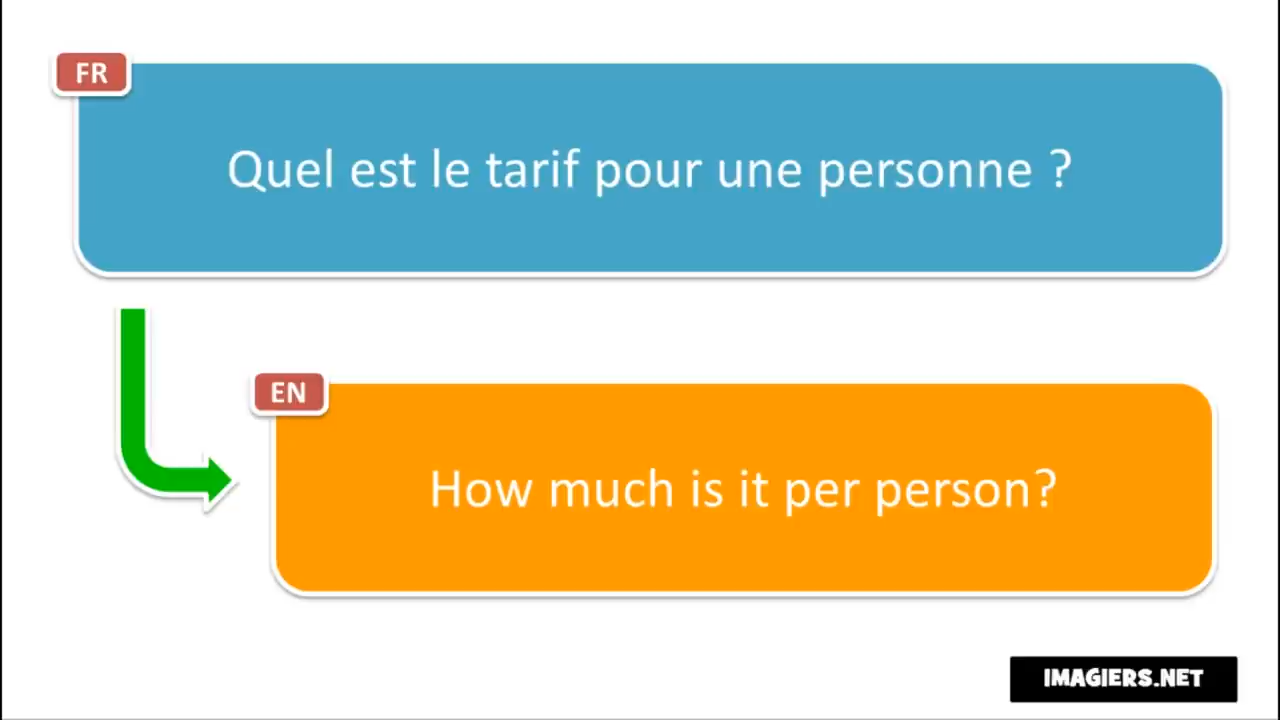 FR
Quel est le tarif pour une personne ?
EN
How much is it per person?
IMAGIERS.NET